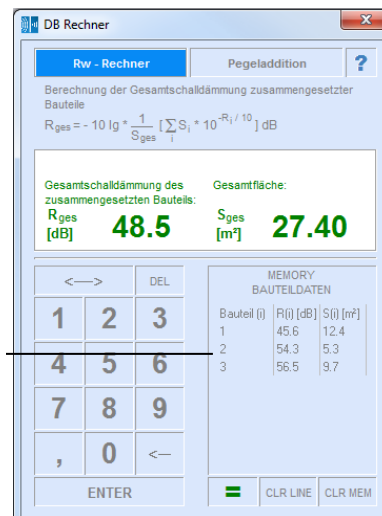 DB Rechner
Rw - Rechner Pegeladdition ?
Berechnung der Gesamtschalldämmung zusammengesetzter
Bauteile
Rges = - 10 lg * 1/Sges [ ∑i Si * 10^-Ri / 10 ] dB
Gesamtschalldämmung des Gesamtfläche:
zusammengesetzten Bauteils:
Rges [dB] 48.5 Sges [m²] 27.40
<--> DEL
1 2 3
4 5 6
7 8 9
, 0 <--
ENTER
MEMORY
BAUTEILDATEN
Bauteil (i) R(i) [dB] S(i) [m²]
1 45.6 12.4
2 54.3 5.3
3 56.5 9.7
= CLR LINE CLR MEM